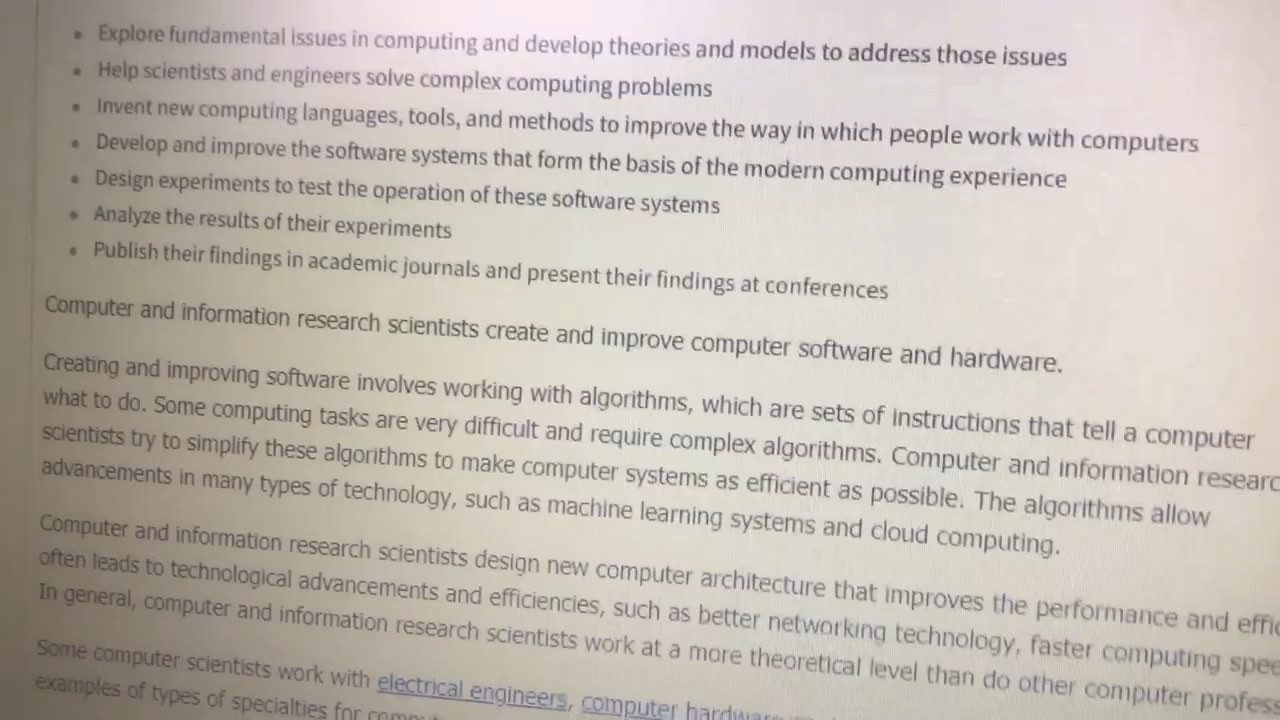 Explore fundamental issues in computing and develop theories and models to address those issues
Help scientists and engineers solve complex computing problems
Invent new computing languages, tools, and methods to improve the way in which people work with computers
Develop and improve the software systems that form the basis of the modern computing experience
Design experiments to test the operation of these software systems
Analyze the results of their experiments
Publish their findings in academic journals and present their findings at conferences
Computer and information research scientists create and improve computer software and hardware.
Creating and improving software involves working with algorithms, which are sets of instructions that tell a computer
what to do. Some computing tasks are very difficult and require complex algorithms. Computer and information researc
scientists try to simplify these algorithms to make computer systems as efficient as possible. The algorithms allow
advancements in many types of technology, such as machine learning systems and cloud computing.
Computer and information research scientists design new computer architecture that improves the performance and effic
often leads to technological advancements and efficiencies, such as better networking technology, faster computing spee
In general, computer and information research scientists work at a more theoretical level than do other computer profess
Some computer scientists work with electrical engineers, computer hardware
examples of types of specialties for